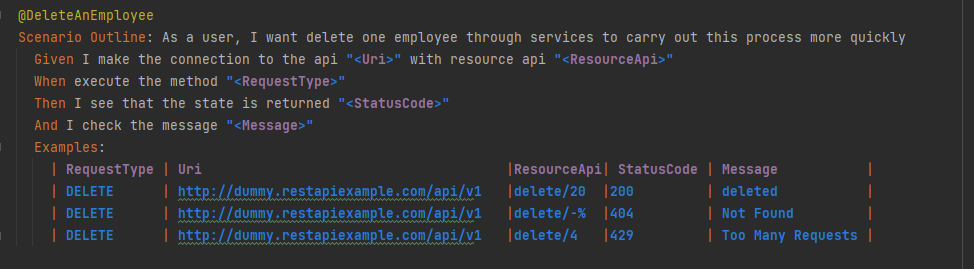 @DeleteAnEmployee
Scenario Outline: As a user, I want delete one employee through services to carry out this process more quickly
Given I make the connection to the api "<Uri>" with resource api "<ResourceApi>"
When execute the method "<RequestType>"
Then I see that the state is returned "<StatusCode>"
And I check the message "<Message>"
Examples:
| RequestType | Uri |ResourceApi| StatusCode | Message |
| DELETE | http://dummy.restapiexample.com/api/v1 |delete/20 |200 | deleted |
| DELETE | http://dummy.restapiexample.com/api/v1 |delete/-% |404 | Not Found |
| DELETE | http://dummy.restapiexample.com/api/v1 |delete/4 |429 | Too Many Requests |